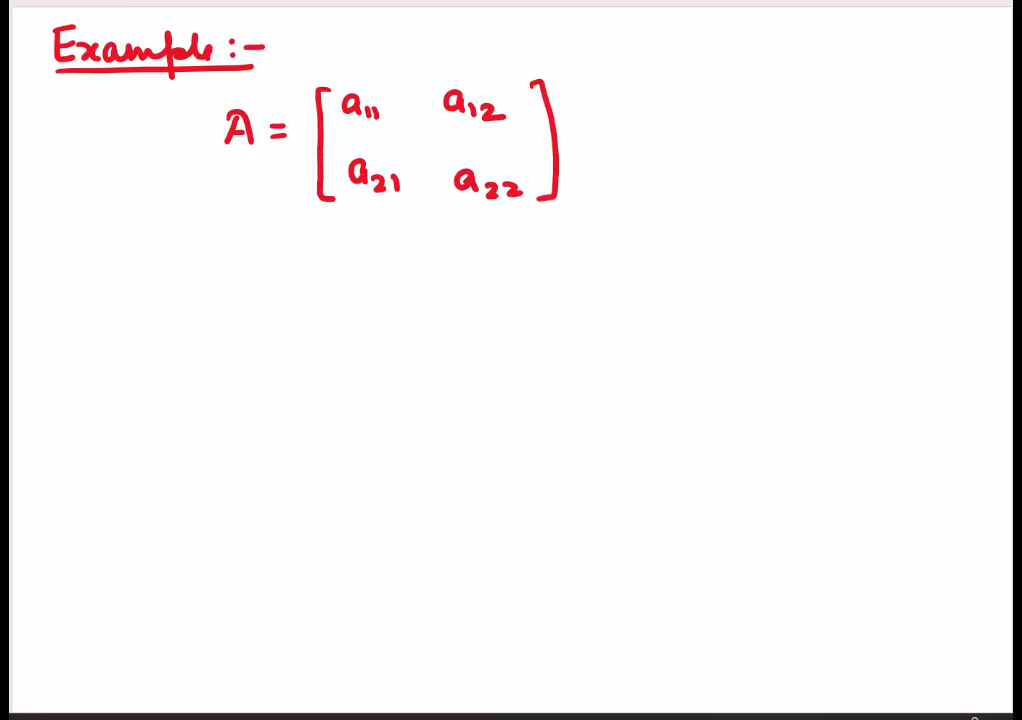 Example :-
A = [ a₁₁ a₁₂
a₂₁ a₂₂ ]